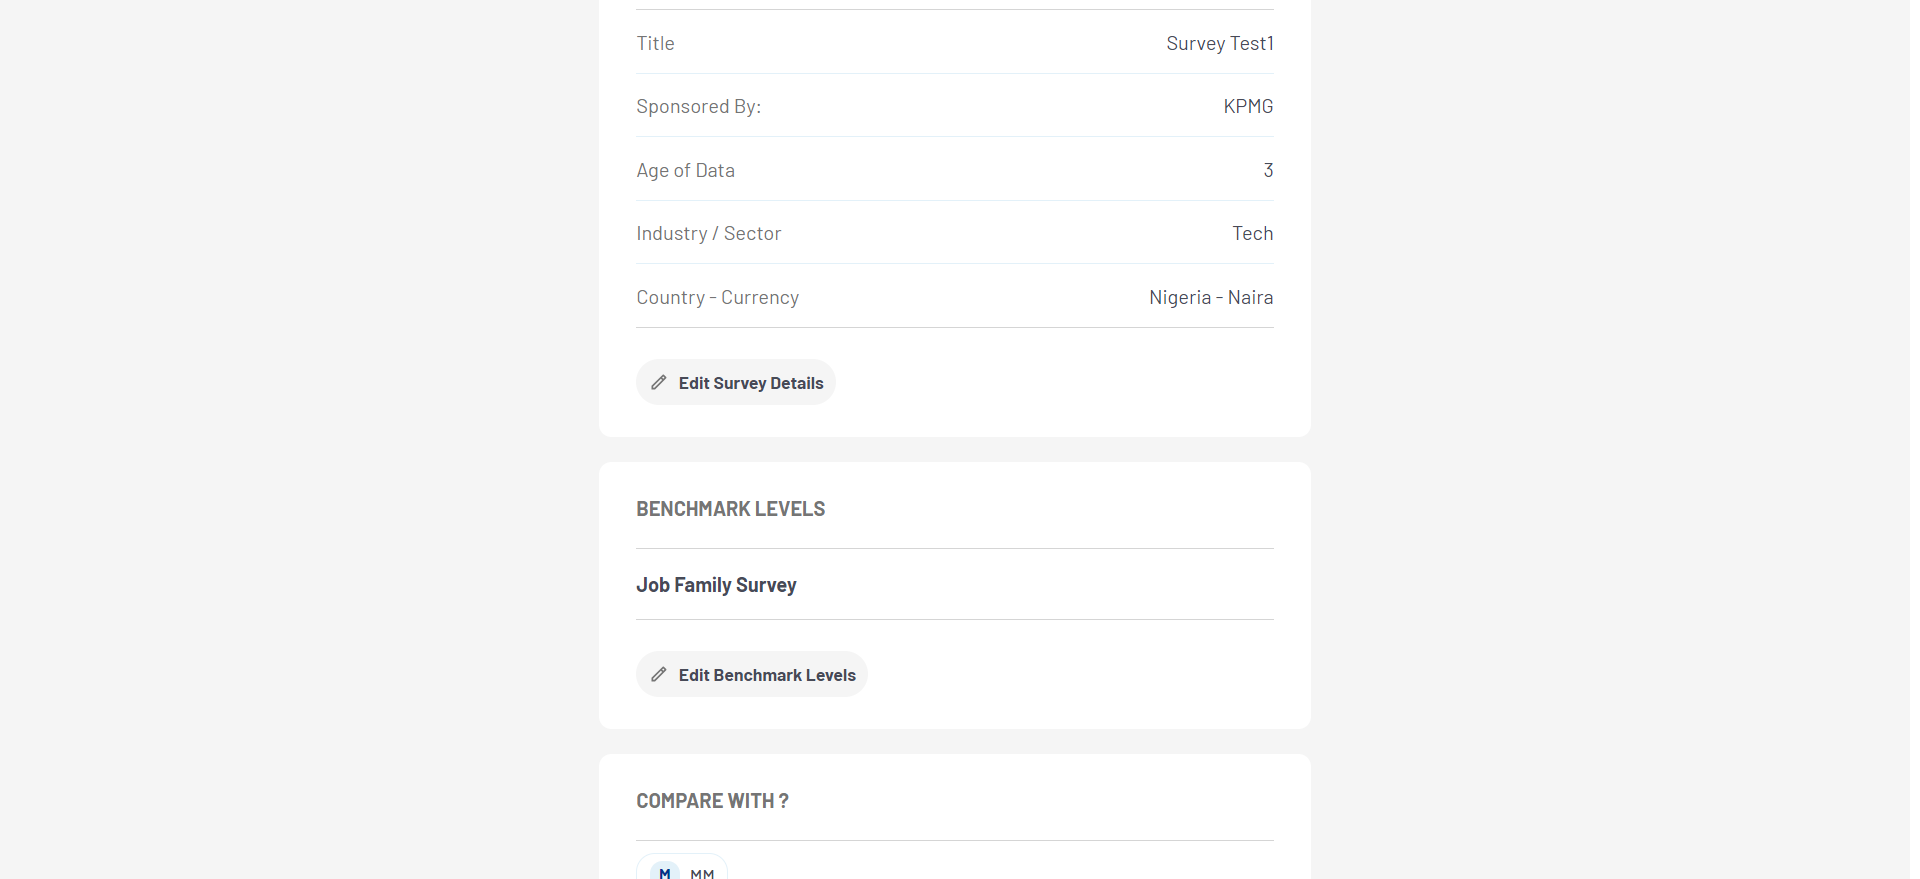 Title
Survey Test1
Sponsored By:
KPMG
Age of Data
3
Industry / Sector
Tech
Country - Currency
Nigeria - Naira
Edit Survey Details
BENCHMARK LEVELS
Job Family Survey
Edit Benchmark Levels
COMPARE WITH ?
M MM